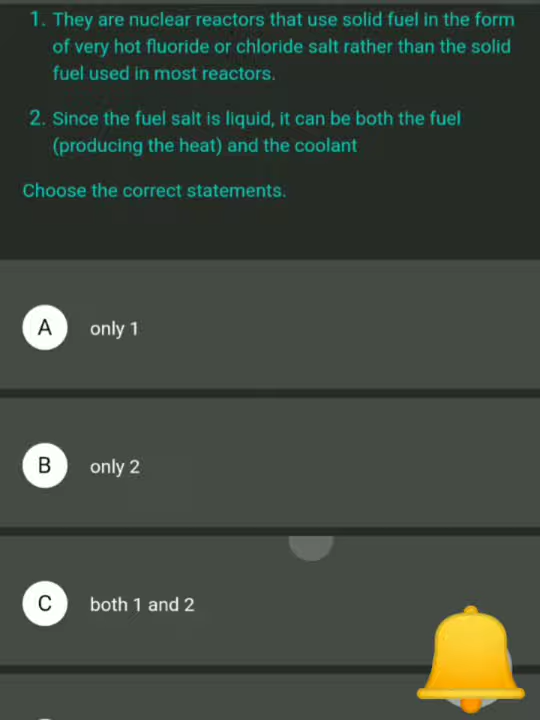 1. They are nuclear reactors that use solid fuel in the form
of very hot fluoride or chloride salt rather than the solid
fuel used in most reactors.
2. Since the fuel salt is liquid, it can be both the fuel
(producing the heat) and the coolant
Choose the correct statements.
A only 1
B only 2
C both 1 and 2